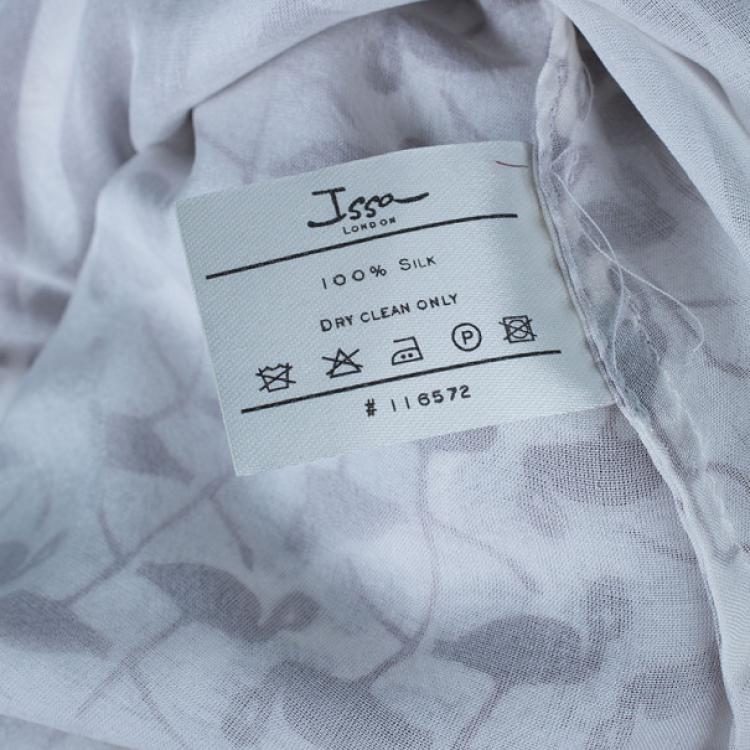 Issa
LONDON
100% SILK
DRY CLEAN ONLY
P
# 116572